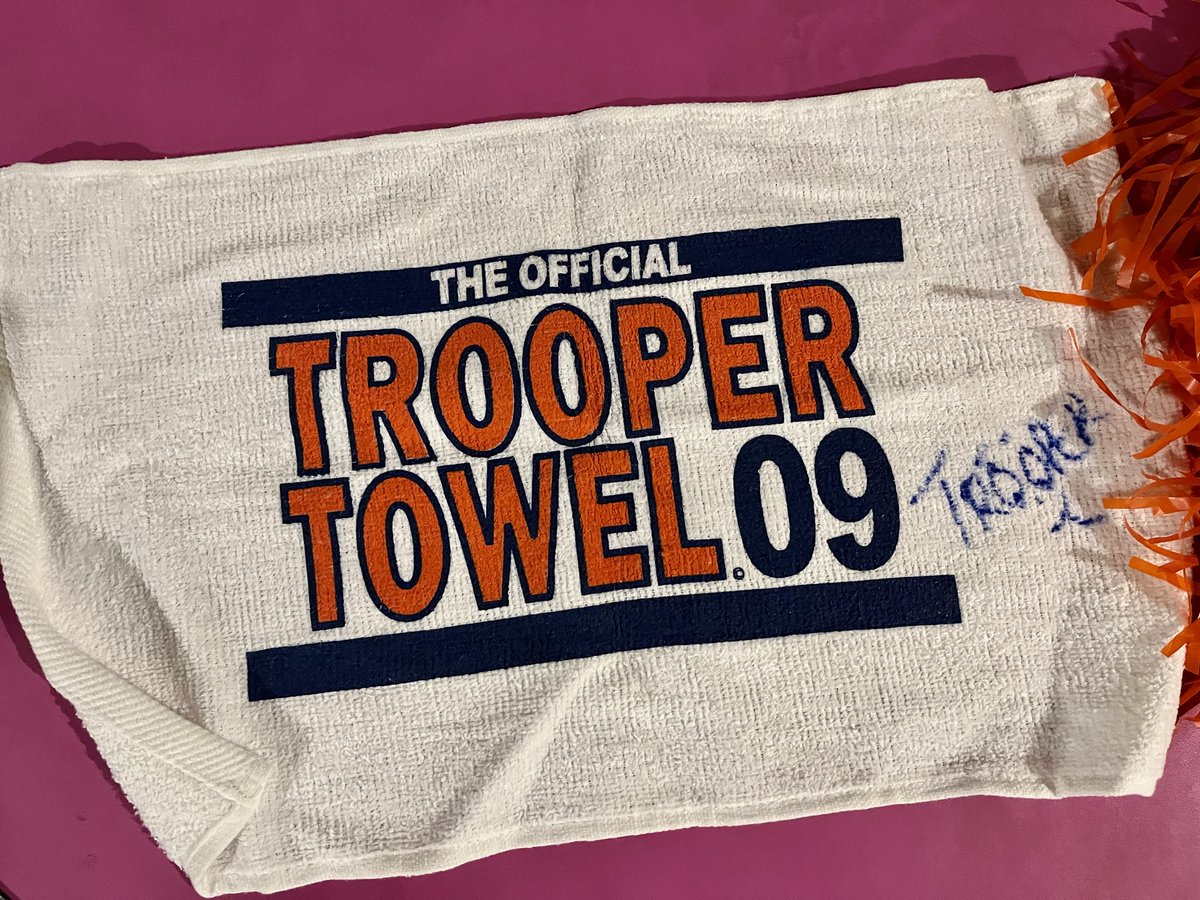 THE OFFICIAL
TROOPER
TOWEL.09